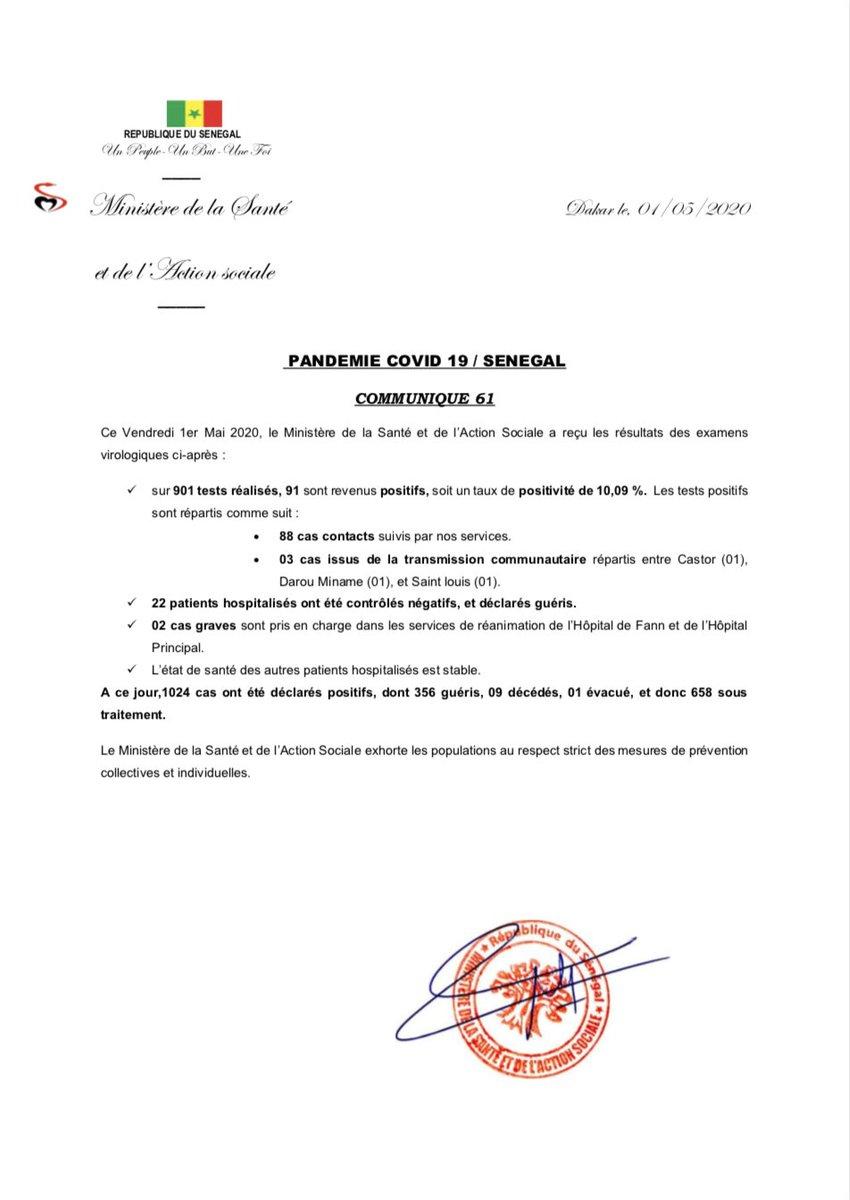 REPUBLIQUE DU SENEGAL
Un Peuple - Un But - Une Foi
Ministère de la Santé
Dakar le, 01/05/2020
et de l'Action sociale
PANDEMIE COVID 19 / SENEGAL
COMMUNIQUE 61
Ce Vendredi 1er Mai 2020, le Ministère de la Santé et de l'Action Sociale a reçu les résultats des examens
virologiques ci-après :
✓ sur 901 tests réalisés, 91 sont revenus positifs, soit un taux de positivité de 10,09 %. Les tests positifs
sont répartis comme suit :
• 88 cas contacts suivis par nos services.
• 03 cas issus de la transmission communautaire répartis entre Castor (01),
Darou Miname (01), et Saint louis (01).
✓ 22 patients hospitalisés ont été contrôlés négatifs, et déclarés guéris.
✓ 02 cas graves sont pris en charge dans les services de réanimation de l'Hôpital de Fann et de l'Hôpital
Principal.
✓ L'état de santé des autres patients hospitalisés est stable.
A ce jour,1024 cas ont été déclarés positifs, dont 356 guéris, 09 décédés, 01 évacué, et donc 658 sous
traitement.
Le Ministère de la Santé et de l'Action Sociale exhorte les populations au respect strict des mesures de prévention
collectives et individuelles.
République du Sénégal
MINISTERE DE LA SANTÉ ET DE L'ACTION SOCIALE